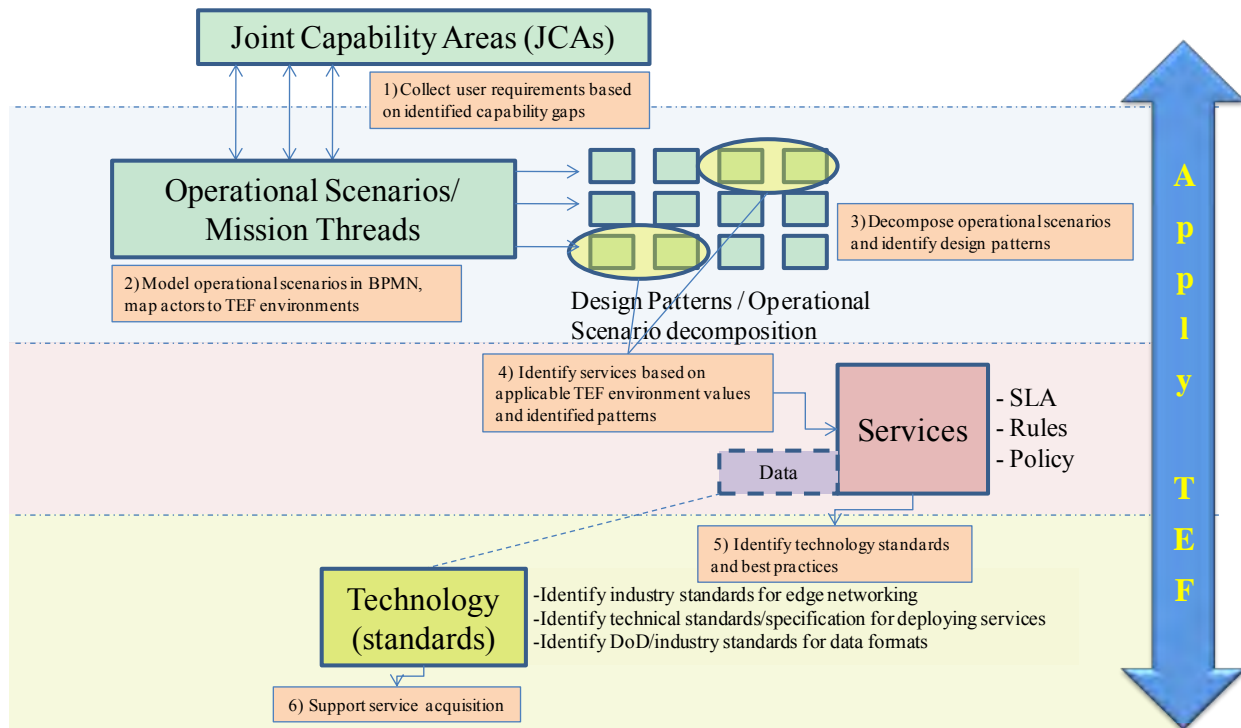 Joint Capability Areas (JCAs)
1) Collect user requirements based
on identified capability gaps
Operational Scenarios/
Mission Threads
2) Model operational scenarios in BPMN,
map actors to TEF environments
3) Decompose operational scenarios
and identify design patterns
Design Patterns / Operational
Scenario decomposition
4) Identify services based on
applicable TEF environment values
and identified patterns
Services
- SLA
- Rules
- Policy
Data
5) Identify technology standards
and best practices
Technology
(standards)
-Identify industry standards for edge networking
-Identify technical standards/specification for deploying services
-Identify DoD/industry standards for data formats
6) Support service acquisition
Apply TEF